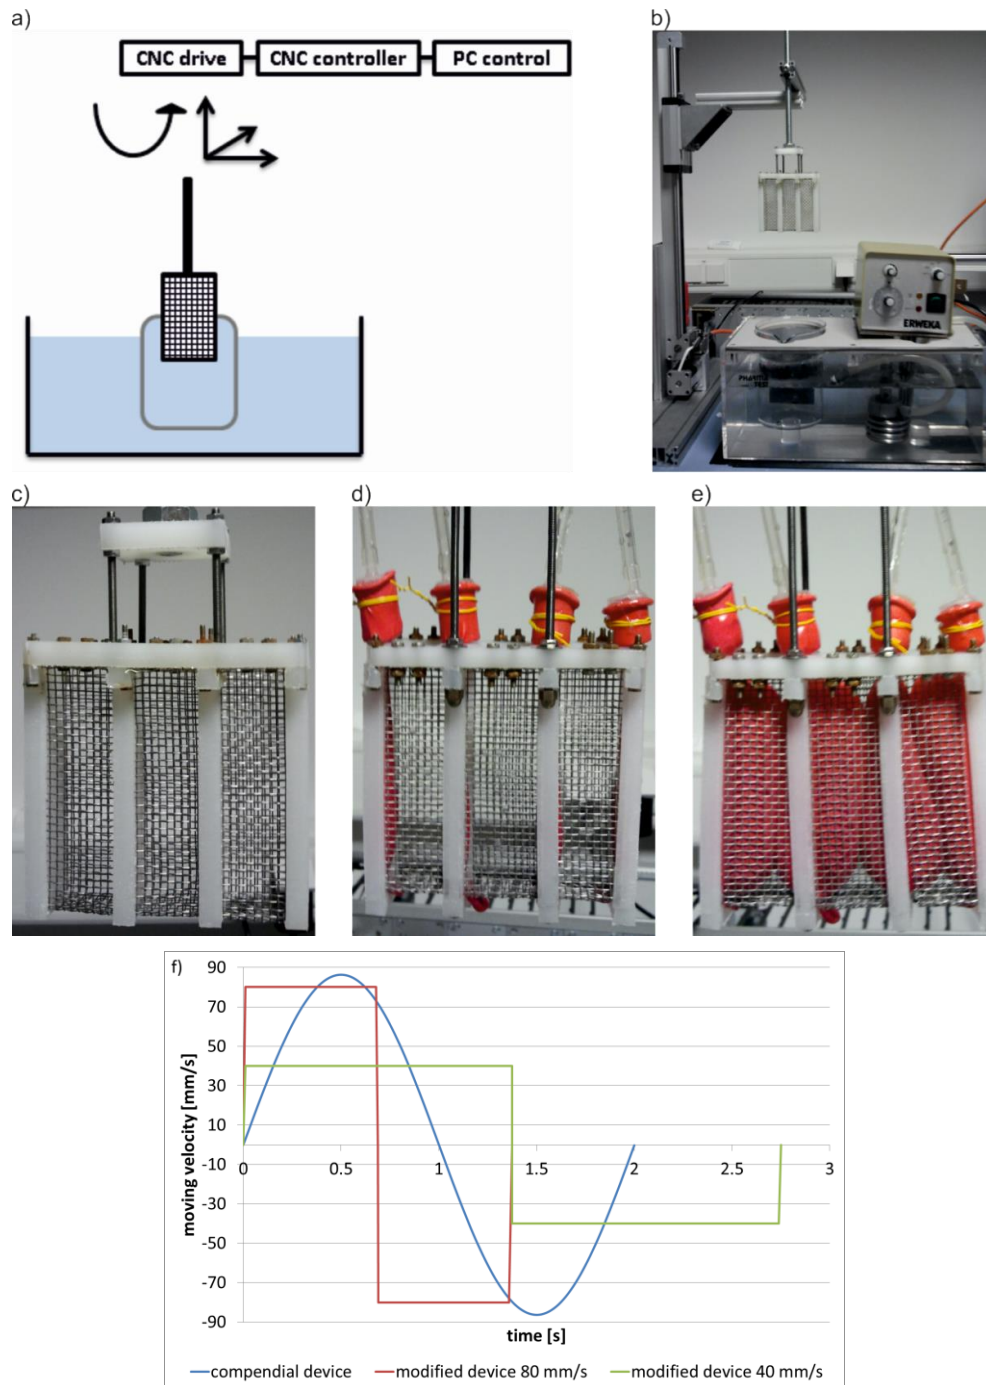 a)
CNC drive CNC controller PC control
b)
ERWEKA
c)
d)
e)
f)
moving velocity [mm/s]
90
70
50
30
10
-10
-30
-50
-70
-90
0 0.5 1 1.5 2 2.5 3
time [s]
compendial device modified device 80 mm/s modified device 40 mm/s